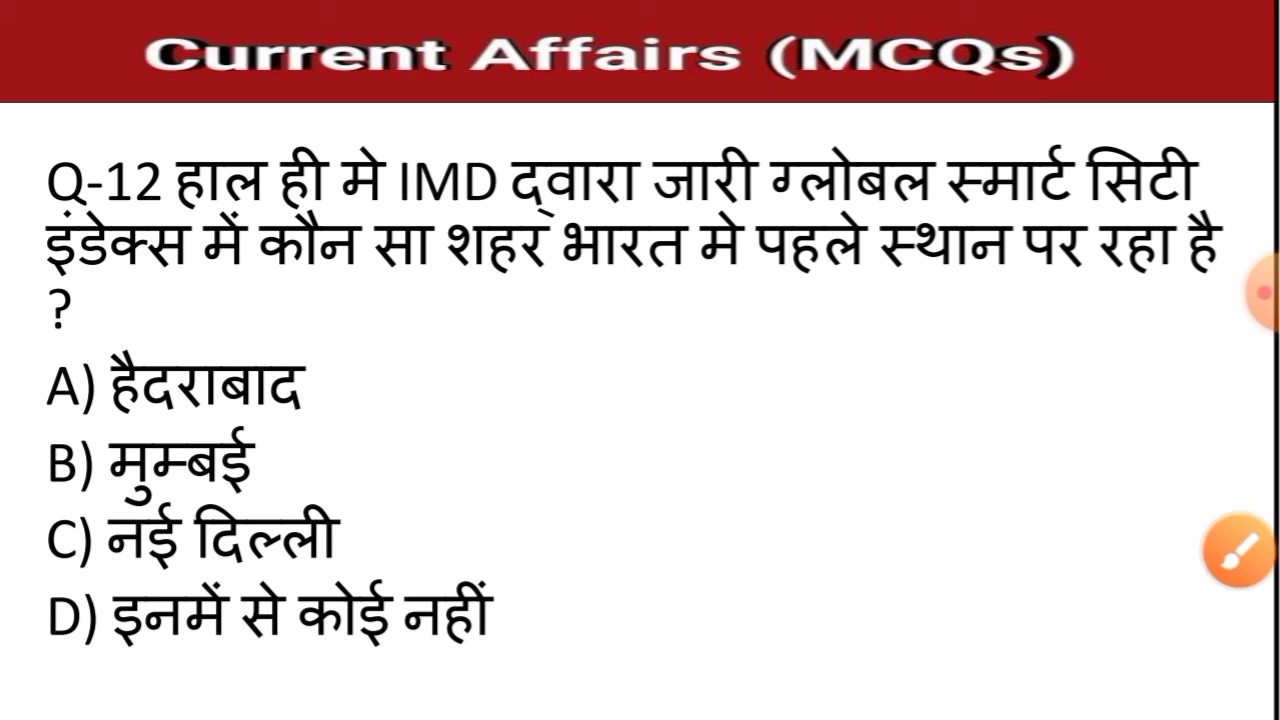 Current Affairs (MCQs)
Q-12 हाल ही मे IMD द्वारा जारी ग्लोबल स्मार्ट सिटी
इंडेक्स में कौन सा शहर भारत मे पहले स्थान पर रहा है
?
A) हैदराबाद
B) मुम्बई
C) नई दिल्ली
D) इनमें से कोई नहीं